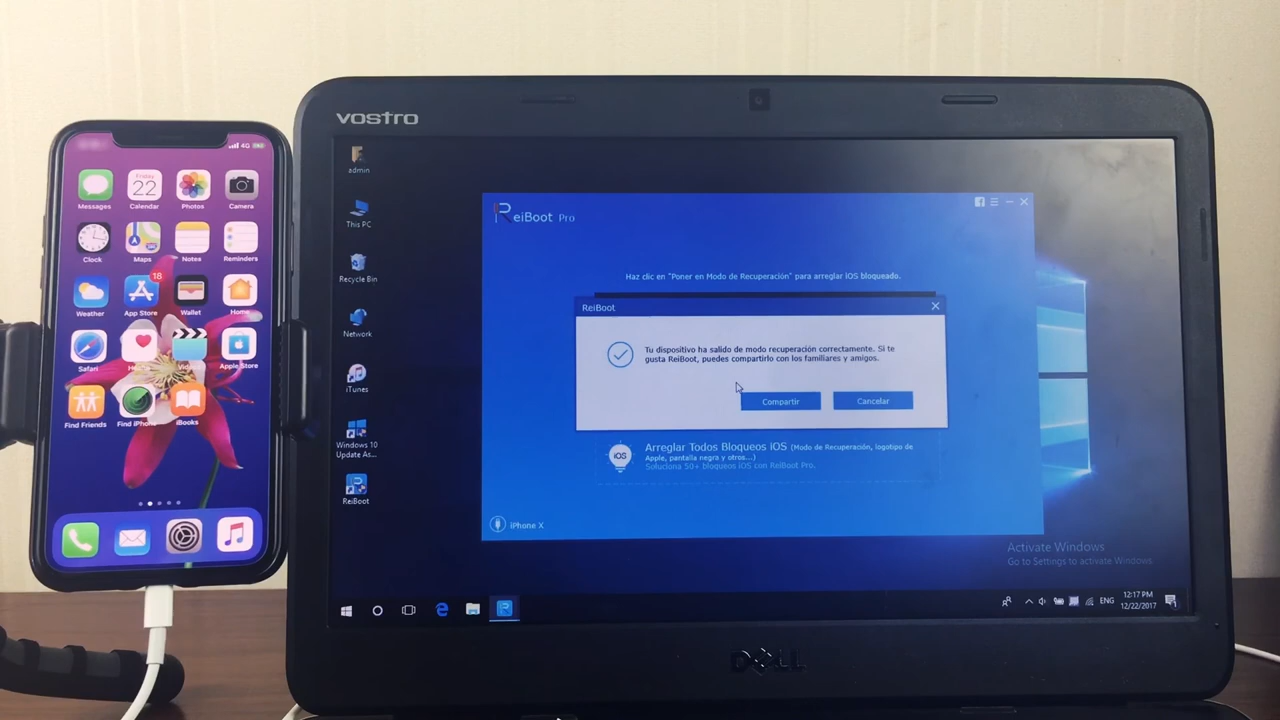 4G
Friday
22
Messages
Calendar
Photos
Camera
Clock
Maps
Notes
Reminders
18
Weather
App Store
Wallet
Home
Safari
Videos
Apple Store
Find Friends
Find iPhone
iBooks
vostro
admin
This PC
Recycle Bin
Network
iTunes
Windows 10
Update As...
ReiBoot
ReiBoot Pro
Haz clic en "Poner en Modo de Recuperación" para arreglar iOS bloqueado.
ReiBoot
Tu dispositivo ha salido de modo recuperación correctamente. Si te
gusta ReiBoot, puedes compartirlo con los familiares y amigos.
Compartir
Cancelar
iOS
Arreglar Todos Bloqueos iOS (Modo de Recuperación, logotipo de
Apple, pantalla negra y otros...)
Soluciona 50+ bloqueos iOS con ReiBoot Pro.
iPhone X
Activate Windows
Go to Settings to activate Windows.
ENG
12:17 PM
12/22/2017
DELL